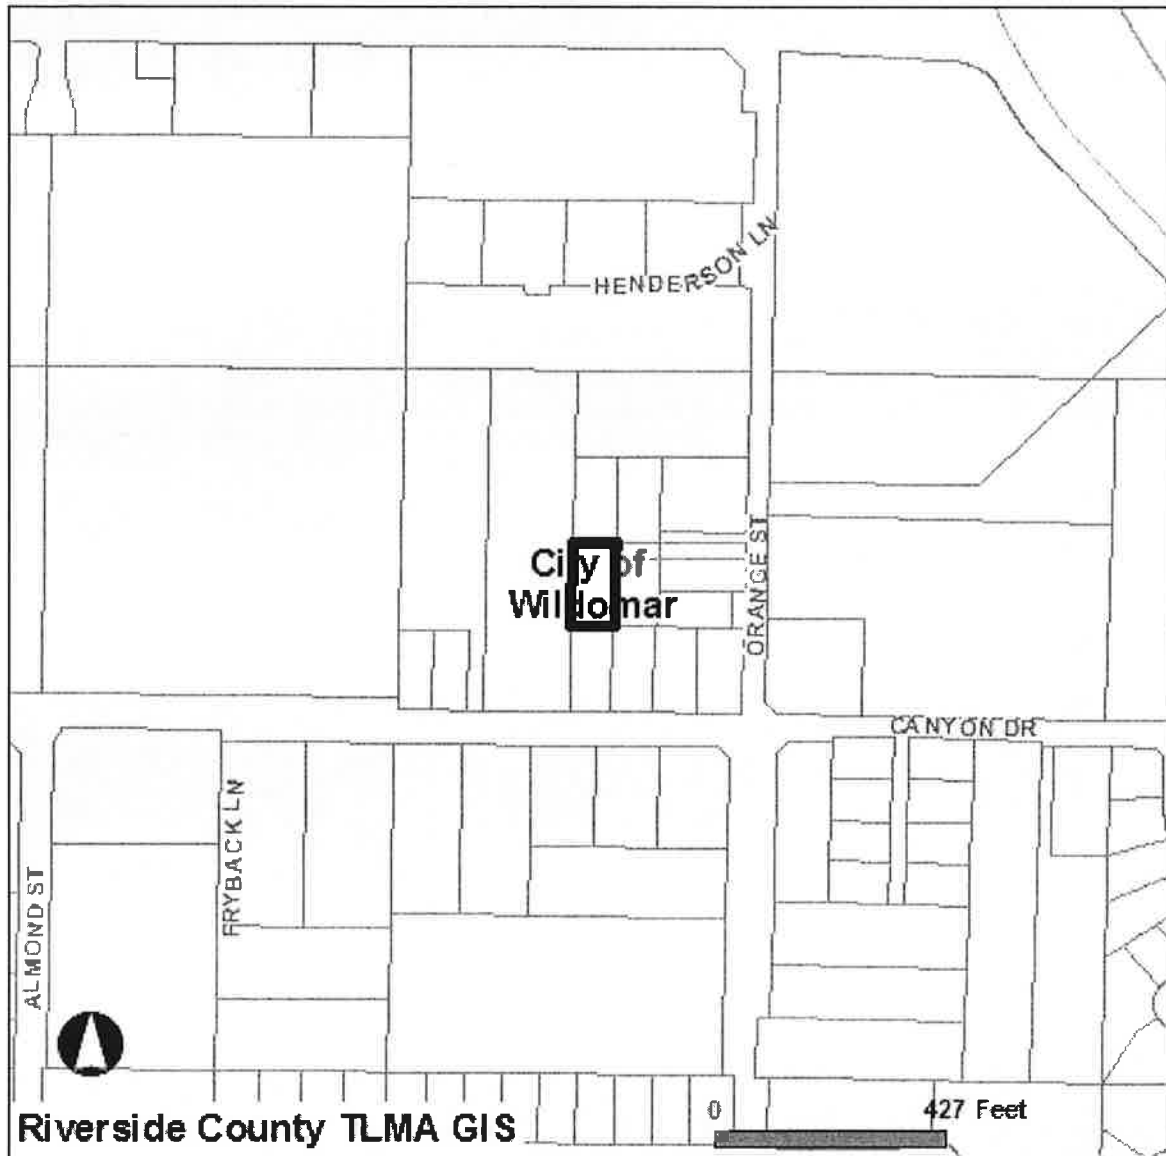 HENDERSON LN
City of
Wildomar
ORANGE ST
CANYON DR
FRYBACK LN
ALMOND ST
0
427 Feet
Riverside County TLMA GIS